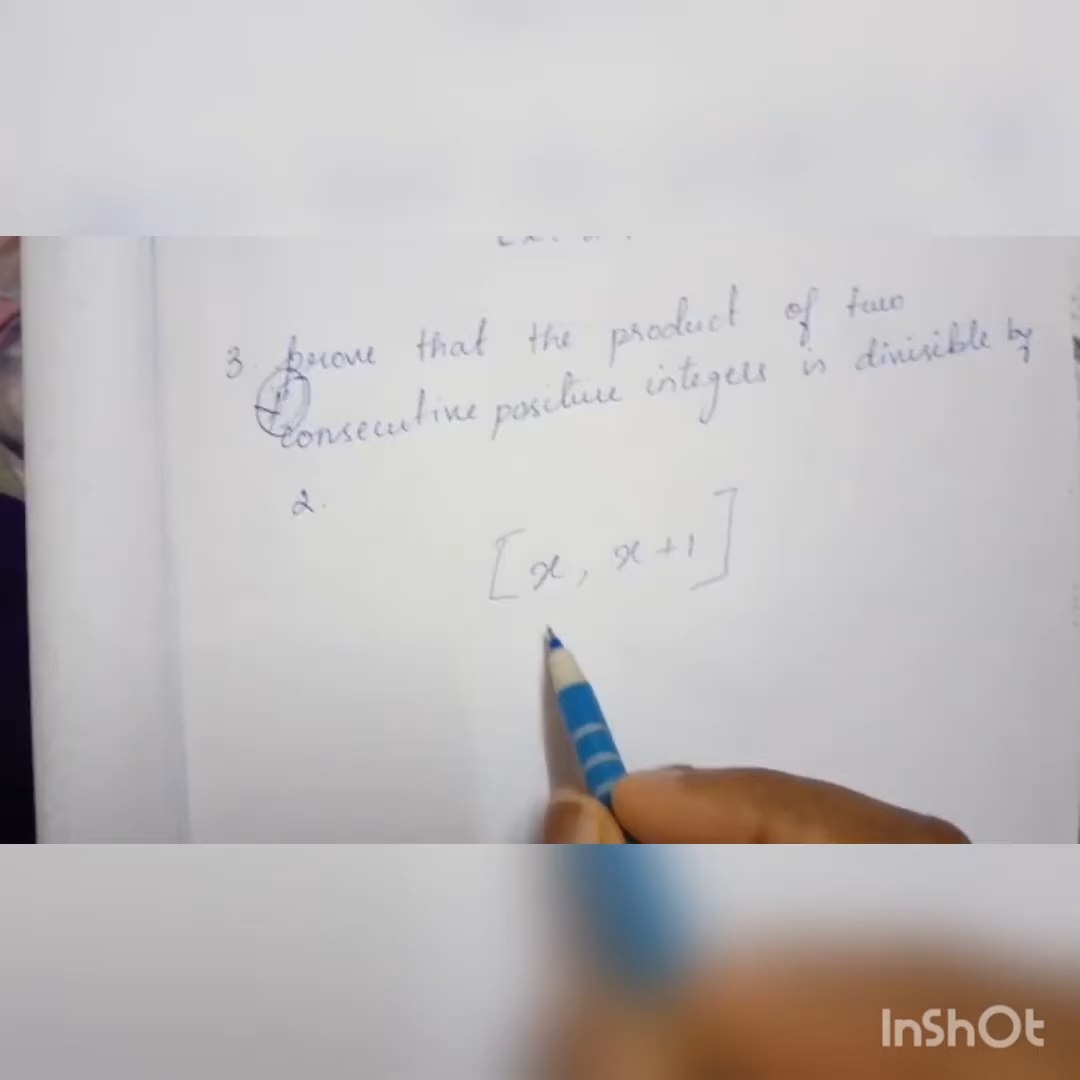 3. Prove that the product of two
consecutive positive integers is divisible by
2.
[x, x+1]
InShOt